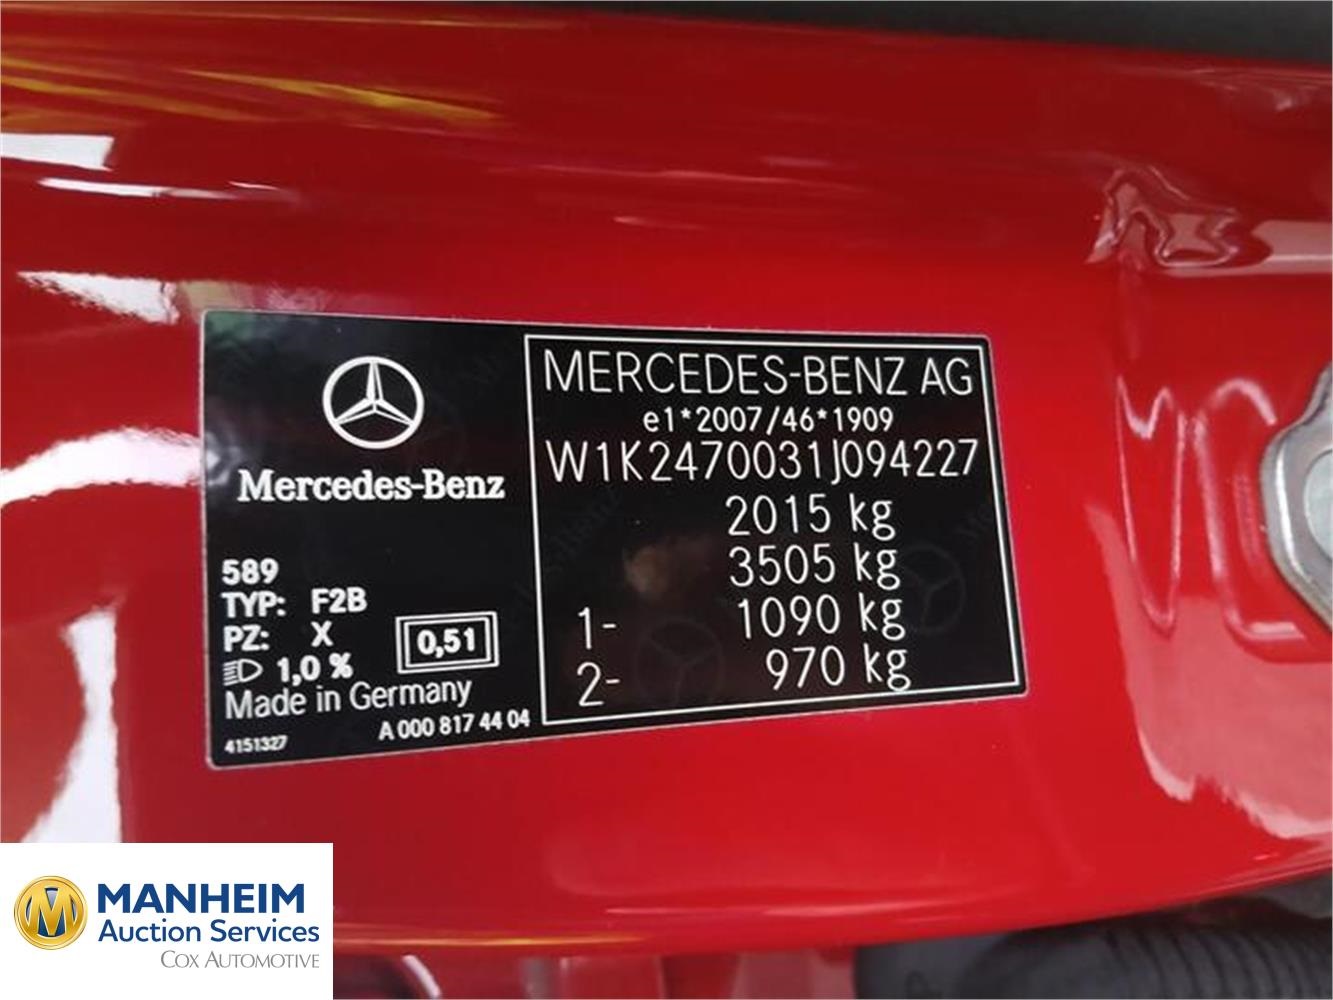 Mercedes-Benz
589
TYP: F2B
PZ: X
1,0 %
0,51
Made in Germany
4151327
A 000 817 44 04
MERCEDES-BENZ AG
e1*2007/46*1909
W1K2470031J094227
2015 kg
3505 kg
1- 1090 kg
2- 970 kg
MANHEIM
Auction Services
COX AUTOMOTIVE